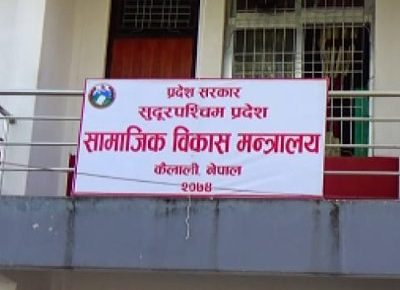 प्रदेश सरकार
सुदूरपश्चिम प्रदेश
सामाजिक विकास मन्त्रालय
कैलाली, नेपाल
२०७४